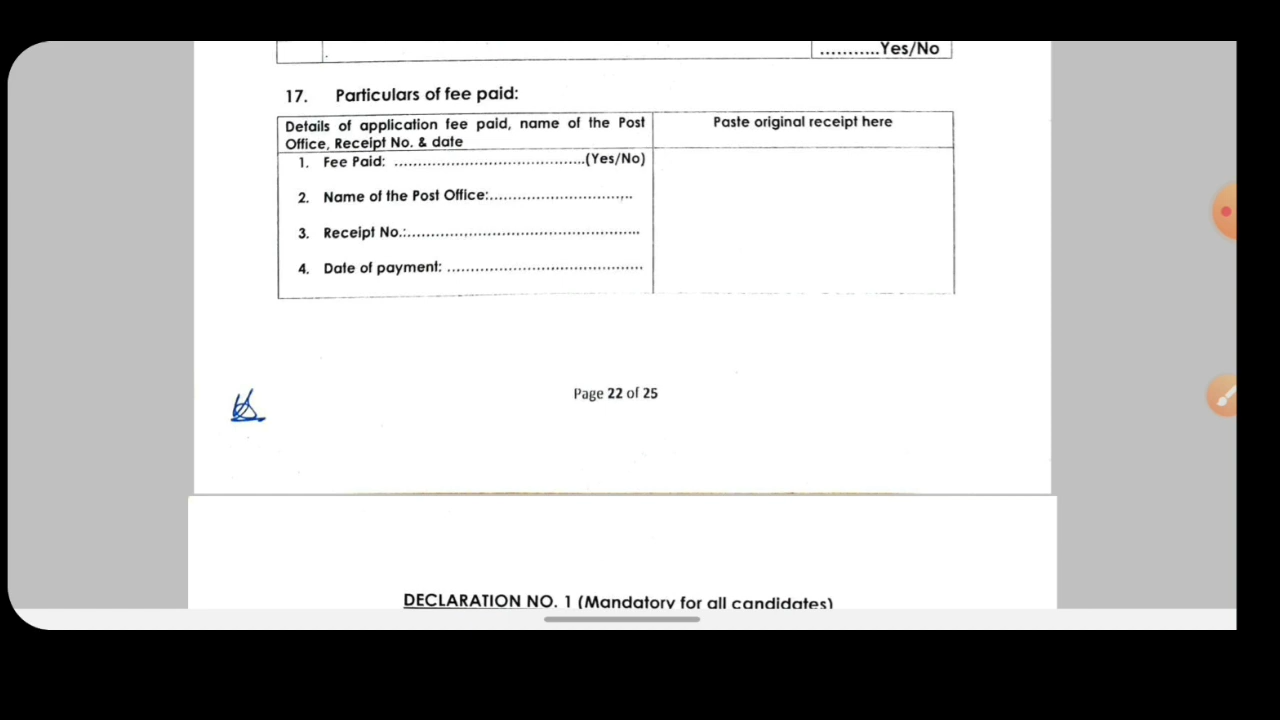 ...........Yes/No
17. Particulars of fee paid:
Details of application fee paid, name of the Post
Office, Receipt No. & date
Paste original receipt here
1. Fee Paid: ........................................(Yes/No)
2. Name of the Post Office:..............................
3. Receipt No.:.................................................
4. Date of payment: .........................................
Page 22 of 25
DECLARATION NO. 1 (Mandatory for all candidates)